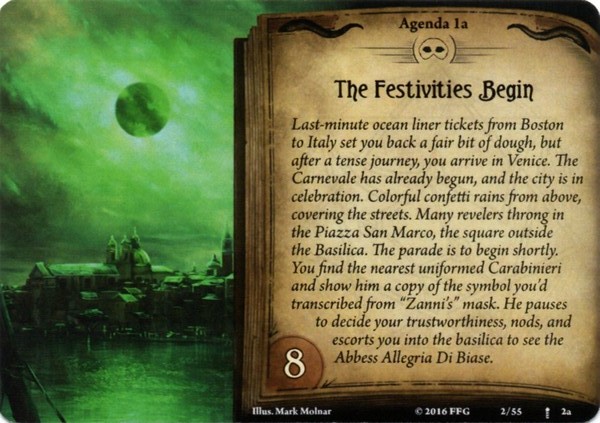 Agenda 1a
The Festivities Begin
Last-minute ocean liner tickets from Boston
to Italy set you back a fair bit of dough, but
after a tense journey, you arrive in Venice. The
Carnevale has already begun, and the city is in
celebration. Colorful confetti rains from above,
covering the streets. Many revelers throng in
the Piazza San Marco, the square outside
the Basilica. The parade is to begin shortly.
You find the nearest uniformed Carabinieri
and show him a copy of the symbol you’d
transcribed from “Zanni’s” mask. He pauses
to decide your trustworthiness, nods, and
escorts you into the basilica to see the
Abbess Allegria Di Biase.
8
Illus. Mark Molnar © 2016 FFG 2/55 2a